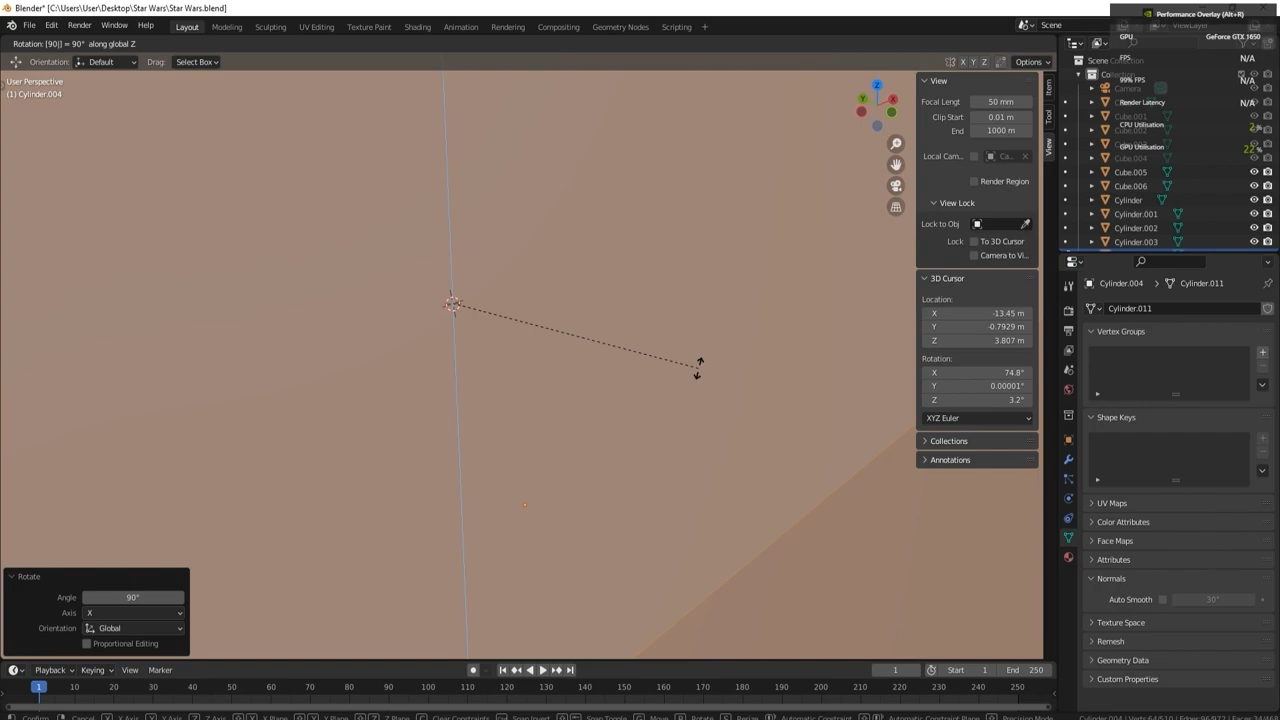 Blender* [C:\Users\User\Desktop\Star Wars\Star Wars.blend]
File Edit Render Window Help Layout Modeling Sculpting UV Editing Texture Paint Shading Animation Rendering Compositing Geometry Nodes Scripting + Scene
Performance Overlay (Alt+R)
GPU GeForce GTX 1650
FPS N/A
99% FPS N/A
Render Latency N/A
CPU Utilisation 2%
GPU Utilisation 22%
Rotation: [90|] = 90° along global Z
Orientation: Default Drag: Select Box X Y Z Options
User Perspective
(1) Cylinder.004
Z
Y X
View
Focal Lengt 50 mm
Clip Start 0.01 m
End 1000 m
Local Cam... Ca...
Render Region
View Lock
Lock to Obj
Lock To 3D Cursor
Camera to Vi...
3D Cursor
Location:
X -13.45 m
Y -0.7929 m
Z 3.807 m
Rotation:
X 74.8°
Y 0.00001°
Z 3.2°
XYZ Euler
Collections
Annotations
Item
Tool
View
Scene Collection
Camera
Cube.001
Cube.002
Cube.004
Cube.005
Cube.006
Cylinder
Cylinder.001
Cylinder.002
Cylinder.003
Cylinder.004 > Cylinder.011
Cylinder.011
Vertex Groups
Shape Keys
UV Maps
Color Attributes
Face Maps
Attributes
Normals
Auto Smooth 30°
Texture Space
Remesh
Geometry Data
Custom Properties
Rotate
Angle 90°
Axis X
Orientation Global
Proportional Editing
Playback Keying View Marker 1 Start 1 End 250
1 10 20 30 40 50 60 70 80 90 100 110 120 130 140 150 160 170 180 190 200 210 220 230 240 250